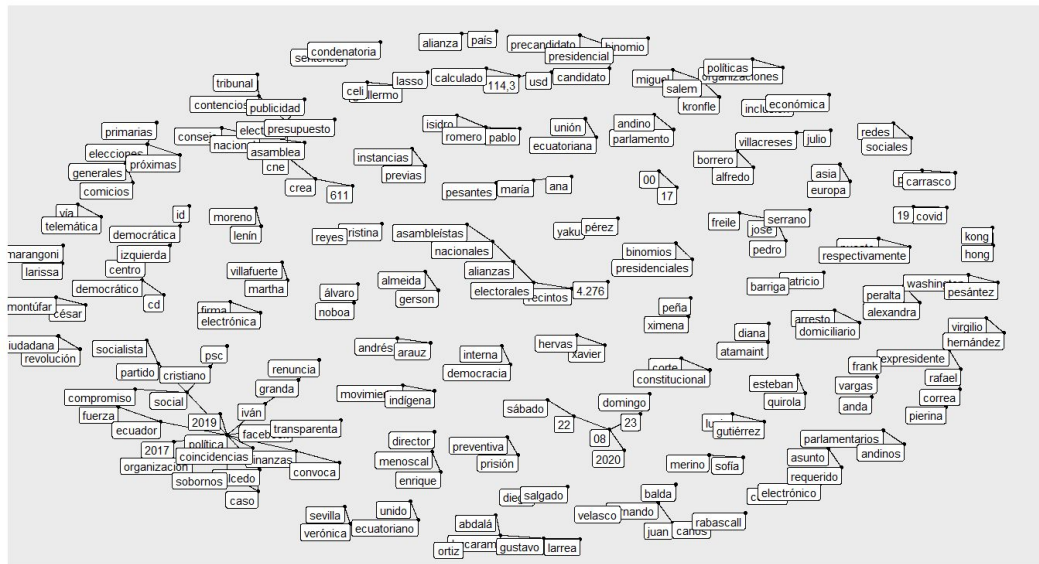 condenatoria
sentencia
alianza
país
precandidato
binomio
presidencial
políticas
organizaciones
tribunal
celi
guillermo
lasso
calculado
114,3
usd
candidato
miguel
salem
kronfle
contencios
publicidad
económica
primarias
consejo
elect
presupuesto
nacional
asamblea
cne
crea
611
isidro
romero
pablo
unión
ecuatoriana
andino
parlamento
villacreses
julio
redes
sociales
elecciones
próximas
generales
comicios
instancias
previas
borrero
alfredo
asia
europa
carrasco
pesantes
maría
ana
00
17
vía
telemática
id
democrática
moreno
lenín
reyes
asambleístas
nacionales
yaku
pérez
freile
serrano
josé
pedro
19
covid
kong
hong
marangoni
larissa
izquierda
centro
democrático
cd
villafuerte
martha
alianzas
electorales
recintos
4.276
binomios
presidenciales
respectivamente
barriga
almeida
gerson
washington
pesántez
peralta
alexandra
montúfar
césar
firma
electrónica
álvaro
noboa
peña
ximena
arresto
domiciliario
virgilio
hernández
revolución
socialista
psc
partido
cristiano
social
renuncia
granda
andrés
arauz
interna
democracia
hervas
xavier
diana
atamaint
corte
constitucional
frank
expresidente
vargas
anda
rafael
correa
pierina
compromiso
fuerza
ecuador
2019
iván
transparenta
política
2017
coincidencias
organización
sobornos
convoca
caso
indígena
sábado
22
domingo
23
08
2020
esteban
quirola
gutiérrez
director
menoscal
enrique
preventiva
prisión
merino
sofía
parlamentarios
andinos
asunto
requerido
electrónico
salgado
balda
velasco
juan
rabascall
sevilla
verónica
unido
ecuatoriano
abdalá
ortiz
gustavo
larrea